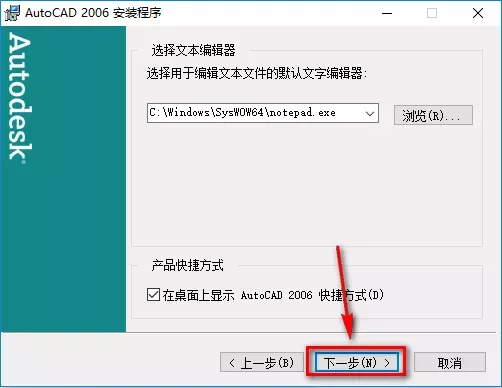 AutoCAD 2006 安装程序
Autodesk
选择文本编辑器
选择用于编辑文本文件的默认文字编辑器:
C:\Windows\SysWOW64\notepad.exe
浏览(R)...
产品快捷方式
在桌面上显示 AutoCAD 2006 快捷方式(D)
< 上一步(B)
下一步(N) >
取消